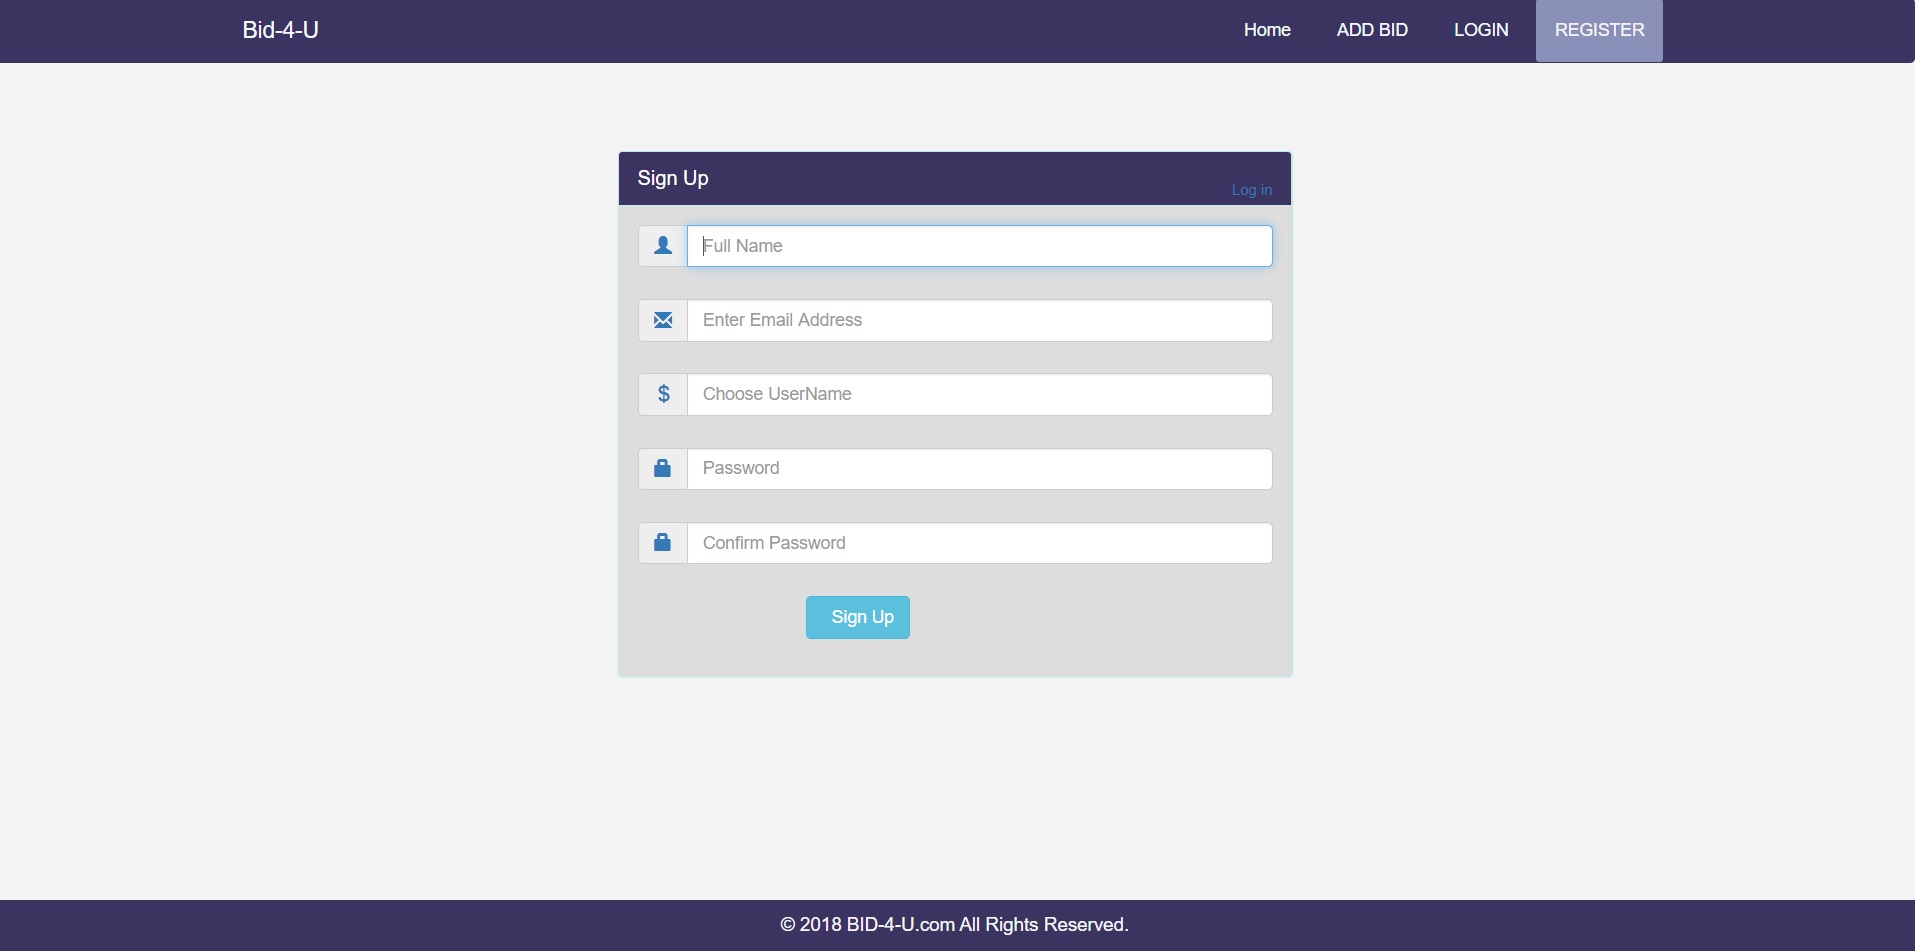 Bid-4-U Home ADD BID LOGIN REGISTER
Sign Up
Log in
Full Name
Enter Email Address
$ Choose UserName
Password
Confirm Password
Sign Up
© 2018 BID-4-U.com All Rights Reserved.